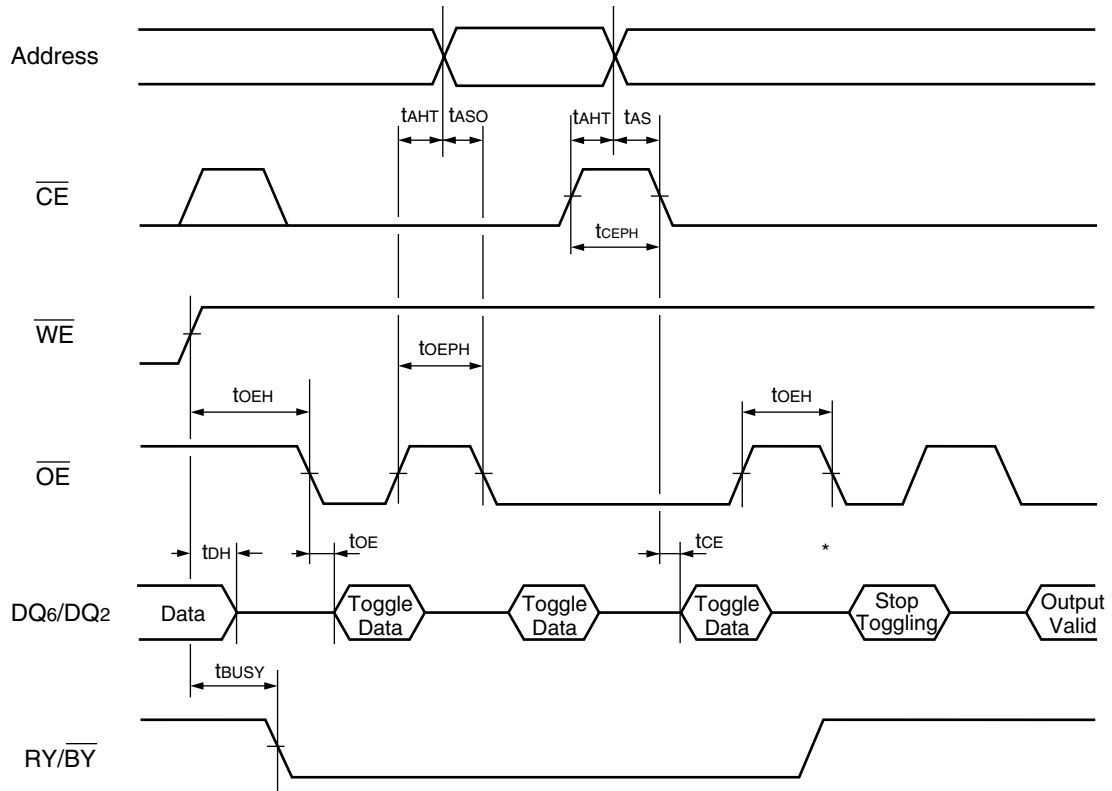 Address
tAHT tASO tAHT tAS
CE
tCEPH
WE
tOEPH
tOEH tOEH
OE
tDH tOE tCE *
DQ6/DQ2 Data Toggle Data Toggle Data Toggle Data Stop Toggling Output Valid
tBUSY
RY/BY